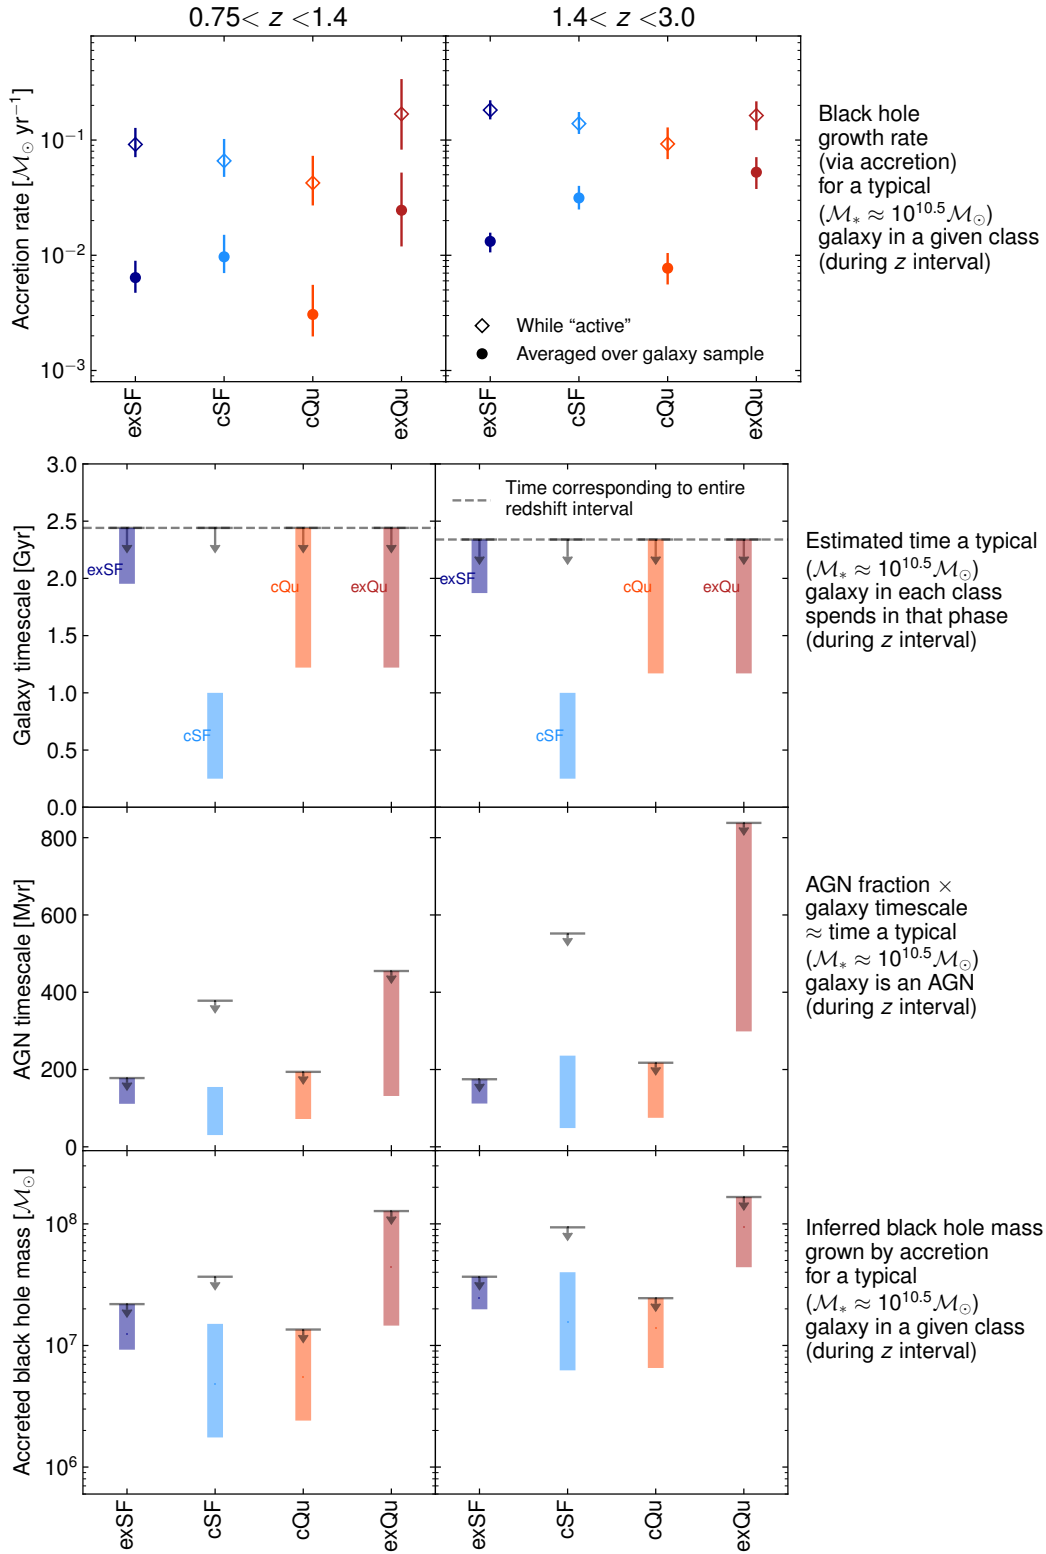 0.75< z <1.4
1.4< z <3.0
Accretion rate [M⊙ yr⁻¹]
10⁻¹
10⁻²
10⁻³
While “active”
Averaged over galaxy sample
exSF
cSF
cQu
exQu
exSF
cSF
cQu
exQu
Black hole
growth rate
(via accretion)
for a typical
(M* ≈ 10^10.5 M⊙)
galaxy in a given class
(during z interval)
Galaxy timescale [Gyr]
3.0
2.5
2.0
1.5
1.0
0.5
0.0
exSF
cSF
cQu
exQu
Time corresponding to entire
redshift interval
exSF
cSF
cQu
exQu
Estimated time a typical
(M* ≈ 10^10.5 M⊙)
galaxy in each class
spends in that phase
(during z interval)
AGN timescale [Myr]
800
600
400
200
0
AGN fraction ×
galaxy timescale
≈ time a typical
(M* ≈ 10^10.5 M⊙)
galaxy is an AGN
(during z interval)
Accreted black hole mass [M⊙]
10⁸
10⁷
10⁶
exSF
cSF
cQu
exQu
exSF
cSF
cQu
exQu
Inferred black hole mass
grown by accretion
for a typical
(M* ≈ 10^10.5 M⊙)
galaxy in a given class
(during z interval)